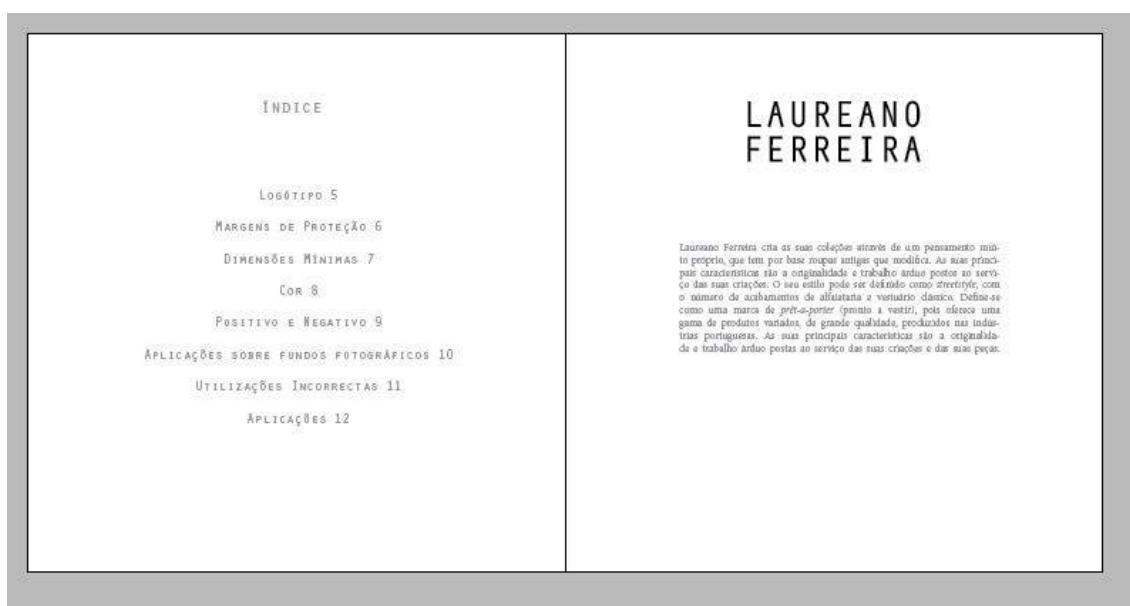 ÍNDICE
LOGÓTIPO 5
MARGENS DE PROTEÇÃO 6
DIMENSÕES MÍNIMAS 7
COR 8
POSITIVO E NEGATIVO 9
APLICAÇÕES SOBRE FUNDOS FOTOGRÁFICOS 10
UTILIZAÇÕES INCORRECTAS 11
APLICAÇÕES 12
LAUREANO
FERREIRA
Laureano Ferreira cria as suas coleções através de um pensamento mui-
to próprio, que tem por base roupas antigas que modifica. As suas princi-
pais características são a originalidade e trabalho árduo postos ao servi-
ço das suas criações. O seu estilo pode ser definido como streetstyle, com
o número de acabamentos de alfaiataria e vestuário clássico. Define-se
como uma marca de prêt-a-porter (pronto a vestir), pois oferece uma
gama de produtos variados, de grande qualidade, produzidos nas indús-
trias portuguesas. As suas principais características são a originalida-
de e trabalho árduo postas ao serviço das suas criações e das suas peças.